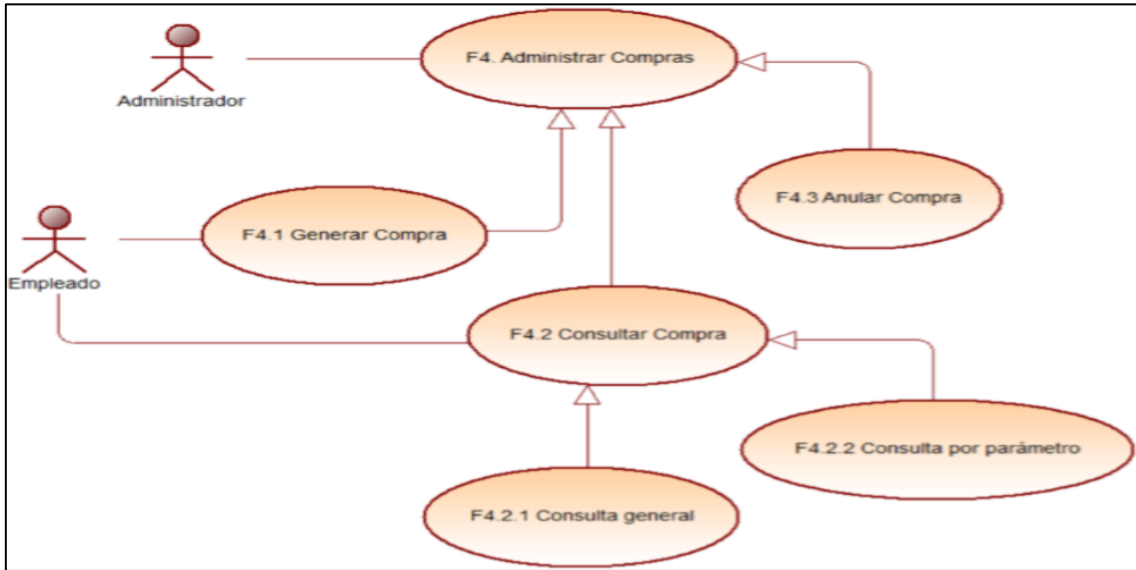 F4. Administrar Compras
Administrador
F4.3 Anular Compra
F4.1 Generar Compra
Empleado
F4.2 Consultar Compra
F4.2.2 Consulta por parámetro
F4.2.1 Consulta general